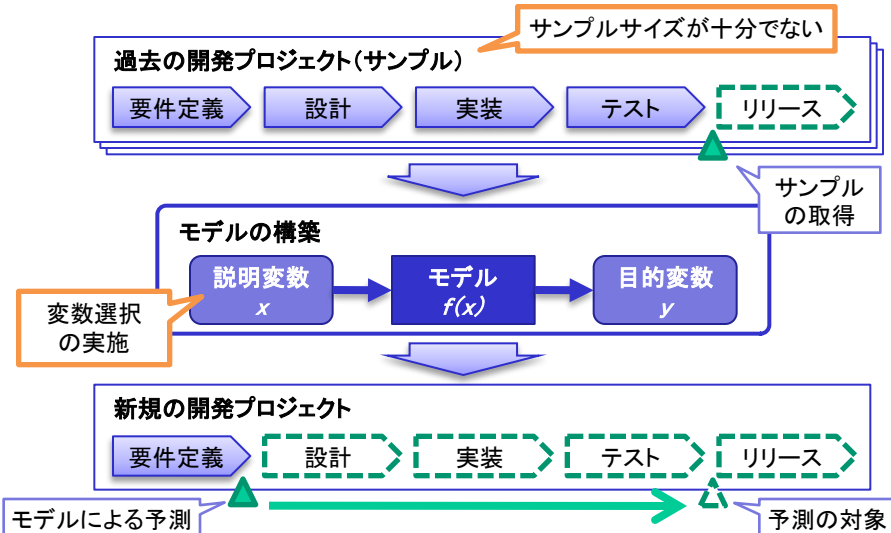 サンプルサイズが十分でない
過去の開発プロジェクト(サンプル)
要件定義
設計
実装
テスト
リリース
サンプル
の取得
モデルの構築
説明変数
x
モデル
f(x)
目的変数
y
変数選択
の実施
新規の開発プロジェクト
要件定義
設計
実装
テスト
リリース
モデルによる予測
予測の対象